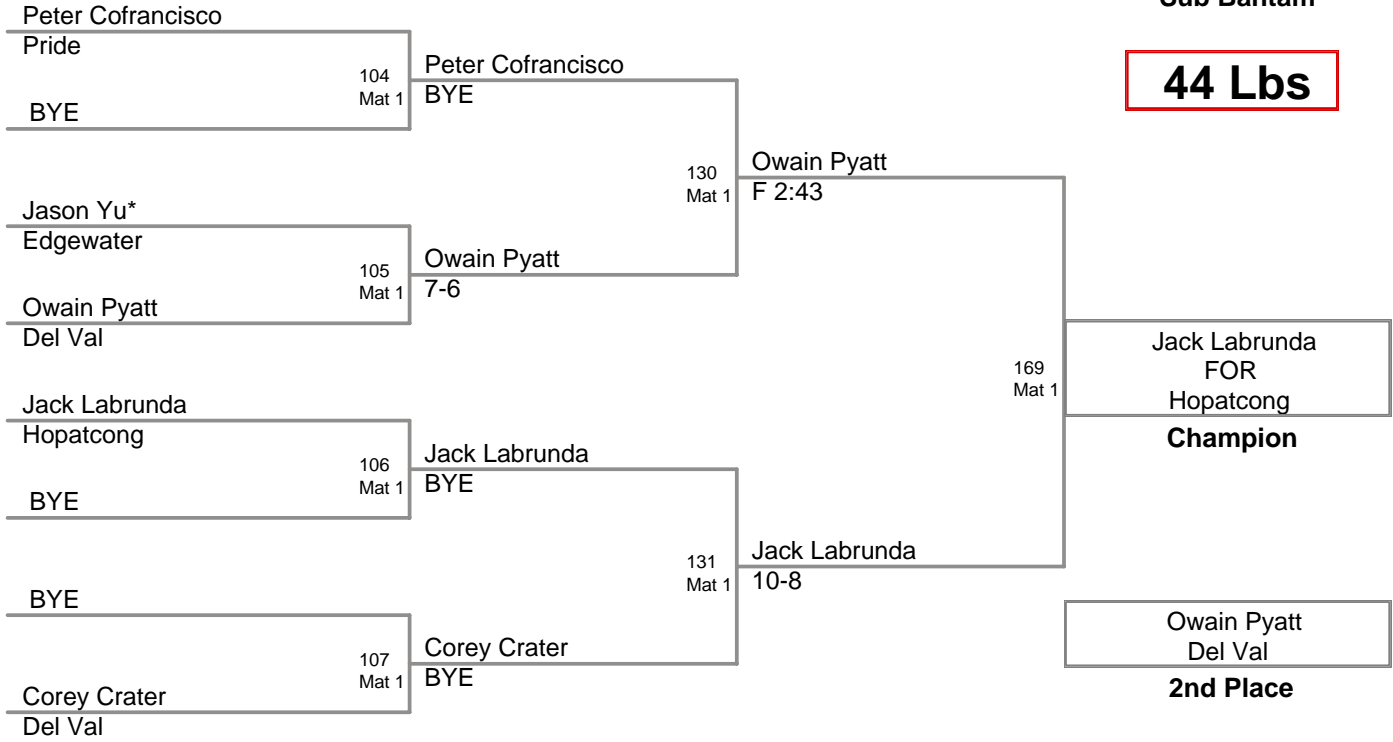 Sub Bantam
44 Lbs
Peter Cofrancisco
Pride
104
Mat 1
BYE
Peter Cofrancisco
BYE
Jason Yu*
Edgewater
105
Mat 1
Owain Pyatt
Del Val
Owain Pyatt
7-6
130
Mat 1
Owain Pyatt
F 2:43
Jack Labrunda
Hopatcong
106
Mat 1
BYE
Jack Labrunda
BYE
BYE
107
Mat 1
Corey Crater
Del Val
Corey Crater
BYE
131
Mat 1
Jack Labrunda
10-8
169
Mat 1
Jack Labrunda
FOR
Hopatcong
Champion
Owain Pyatt
Del Val
2nd Place